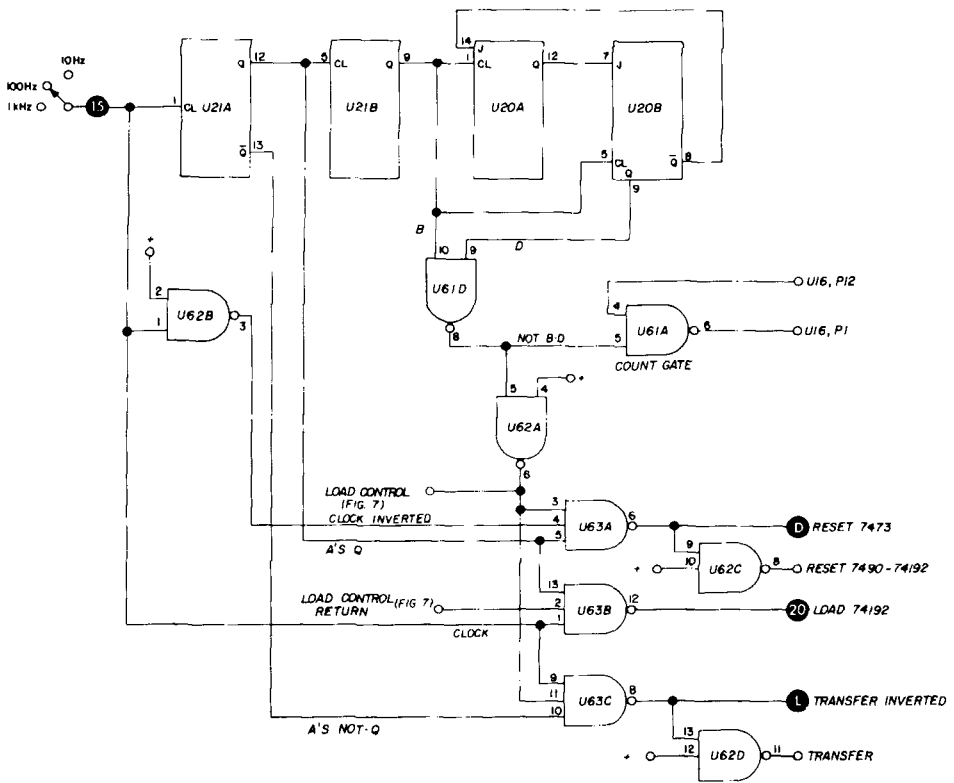 10Hz
100Hz
1kHz
15
1
CL
U21A
Q
12
Q̅
13
5
CL
Q
9
U21B
14
J
1
CL
Q
12
U20A
7
J
U20B
5
CL
Q
9
Q̅
8
B
D
10
9
U61D
8
NOT B·D
+
2
1
U62B
3
4
5
U61A
6
U16, P12
U16, P1
COUNT GATE
5
4
+
U62A
6
LOAD CONTROL
(FIG. 7)
CLOCK INVERTED
A'S Q
3
4
5
U63A
6
D RESET 7473
9
10
+
U62C
8
RESET 7490-74192
LOAD CONTROL (FIG 7)
RETURN
CLOCK
13
2
1
U63B
12
20 LOAD 74192
9
11
10
U63C
8
L TRANSFER INVERTED
A'S NOT-Q
13
12
+
U62D
11
TRANSFER